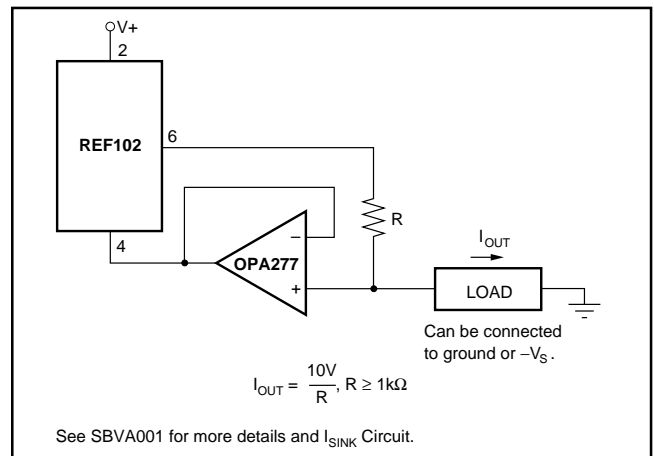 V+
2
REF102
6
4
OPA277
–
+
R
I_OUT
LOAD
Can be connected
to ground or –V_S.
I_OUT = 10V/R, R ≥ 1kΩ
See SBVA001 for more details and I_SINK Circuit.